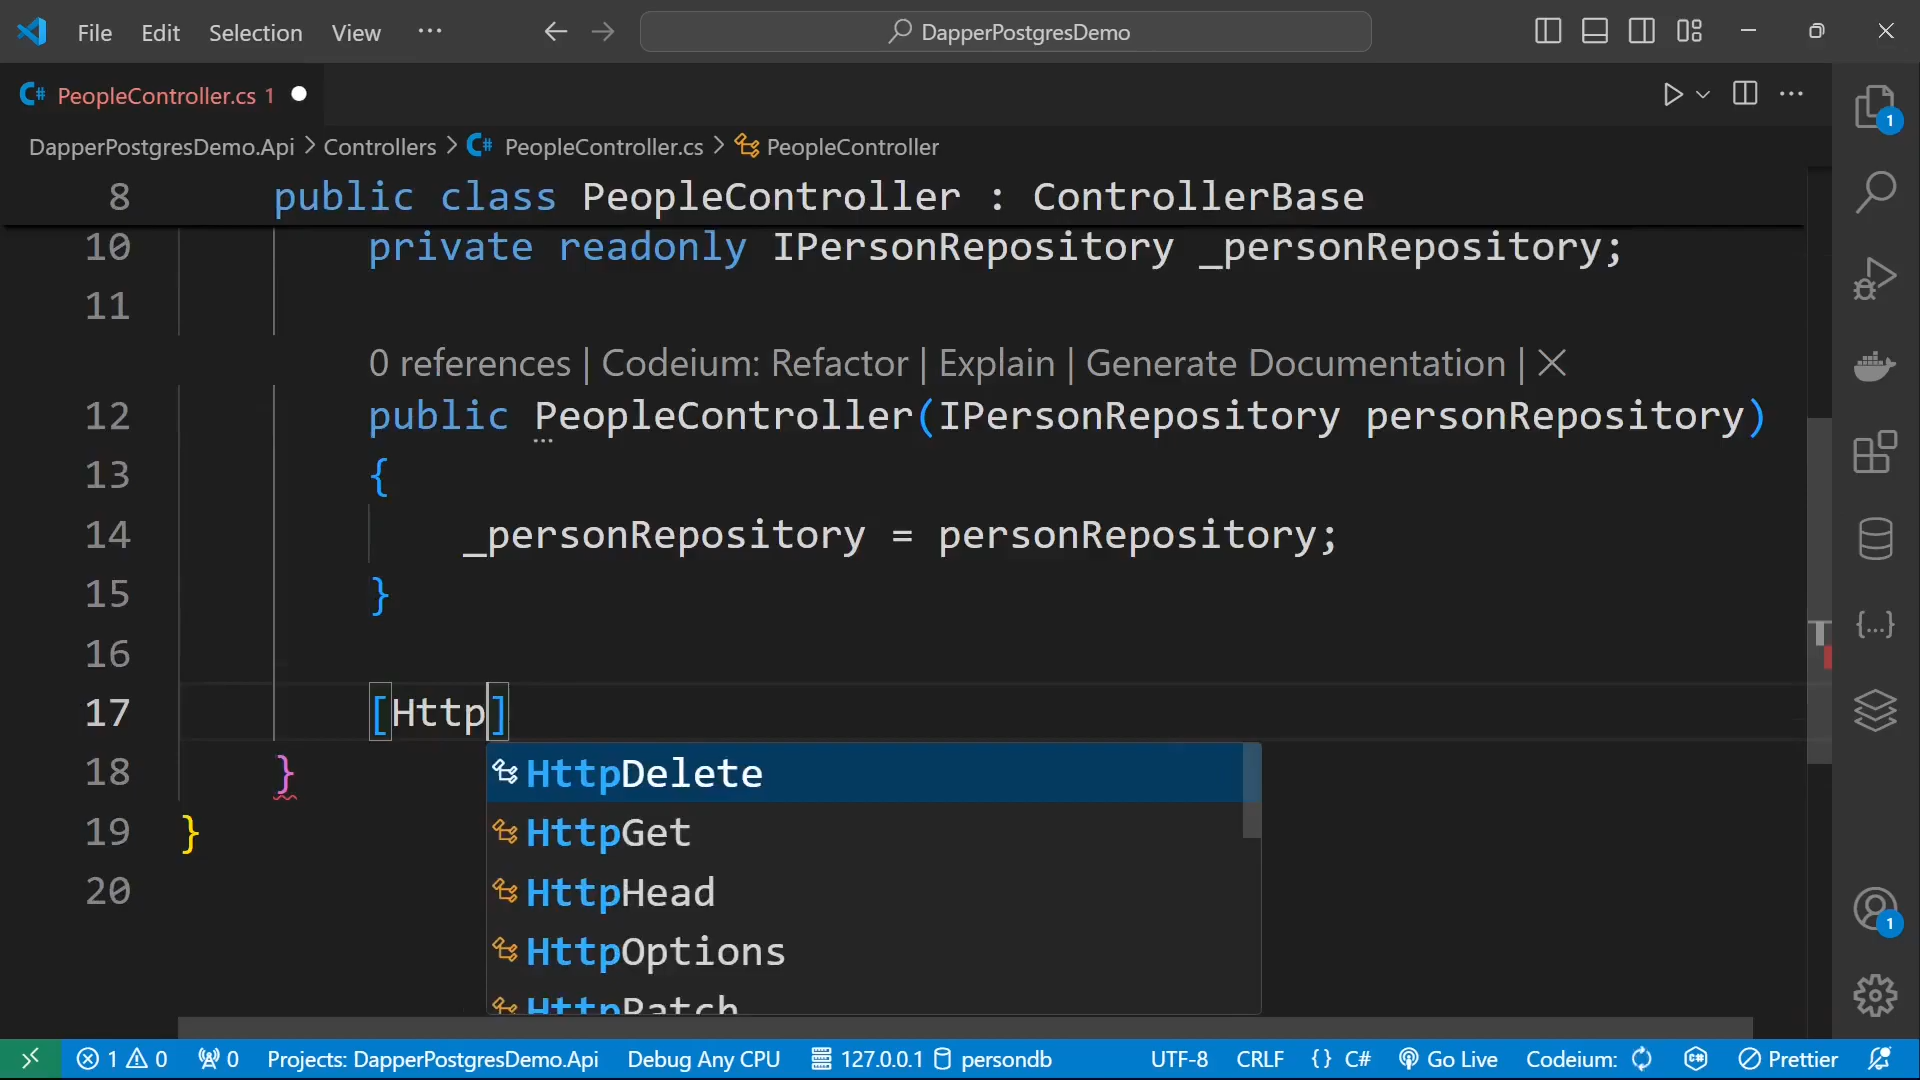 File Edit Selection View ··· DapperPostgresDemo
C# PeopleController.cs 1
DapperPostgresDemo.Api > Controllers > C# PeopleController.cs > PeopleController
8 public class PeopleController : ControllerBase
10 private readonly IPersonRepository _personRepository;
11
0 references | Codeium: Refactor | Explain | Generate Documentation | ×
12 public PeopleController(IPersonRepository personRepository)
13 {
14 _personRepository = personRepository;
15 }
16
17 [Http]
18 }
19 }
20
HttpDelete
HttpGet
HttpHead
HttpOptions
HttpPatch
1
{...}
1
1 0 0 Projects: DapperPostgresDemo.Api Debug Any CPU 127.0.0.1 persondb UTF-8 CRLF {} C# Go Live Codeium: C# Prettier